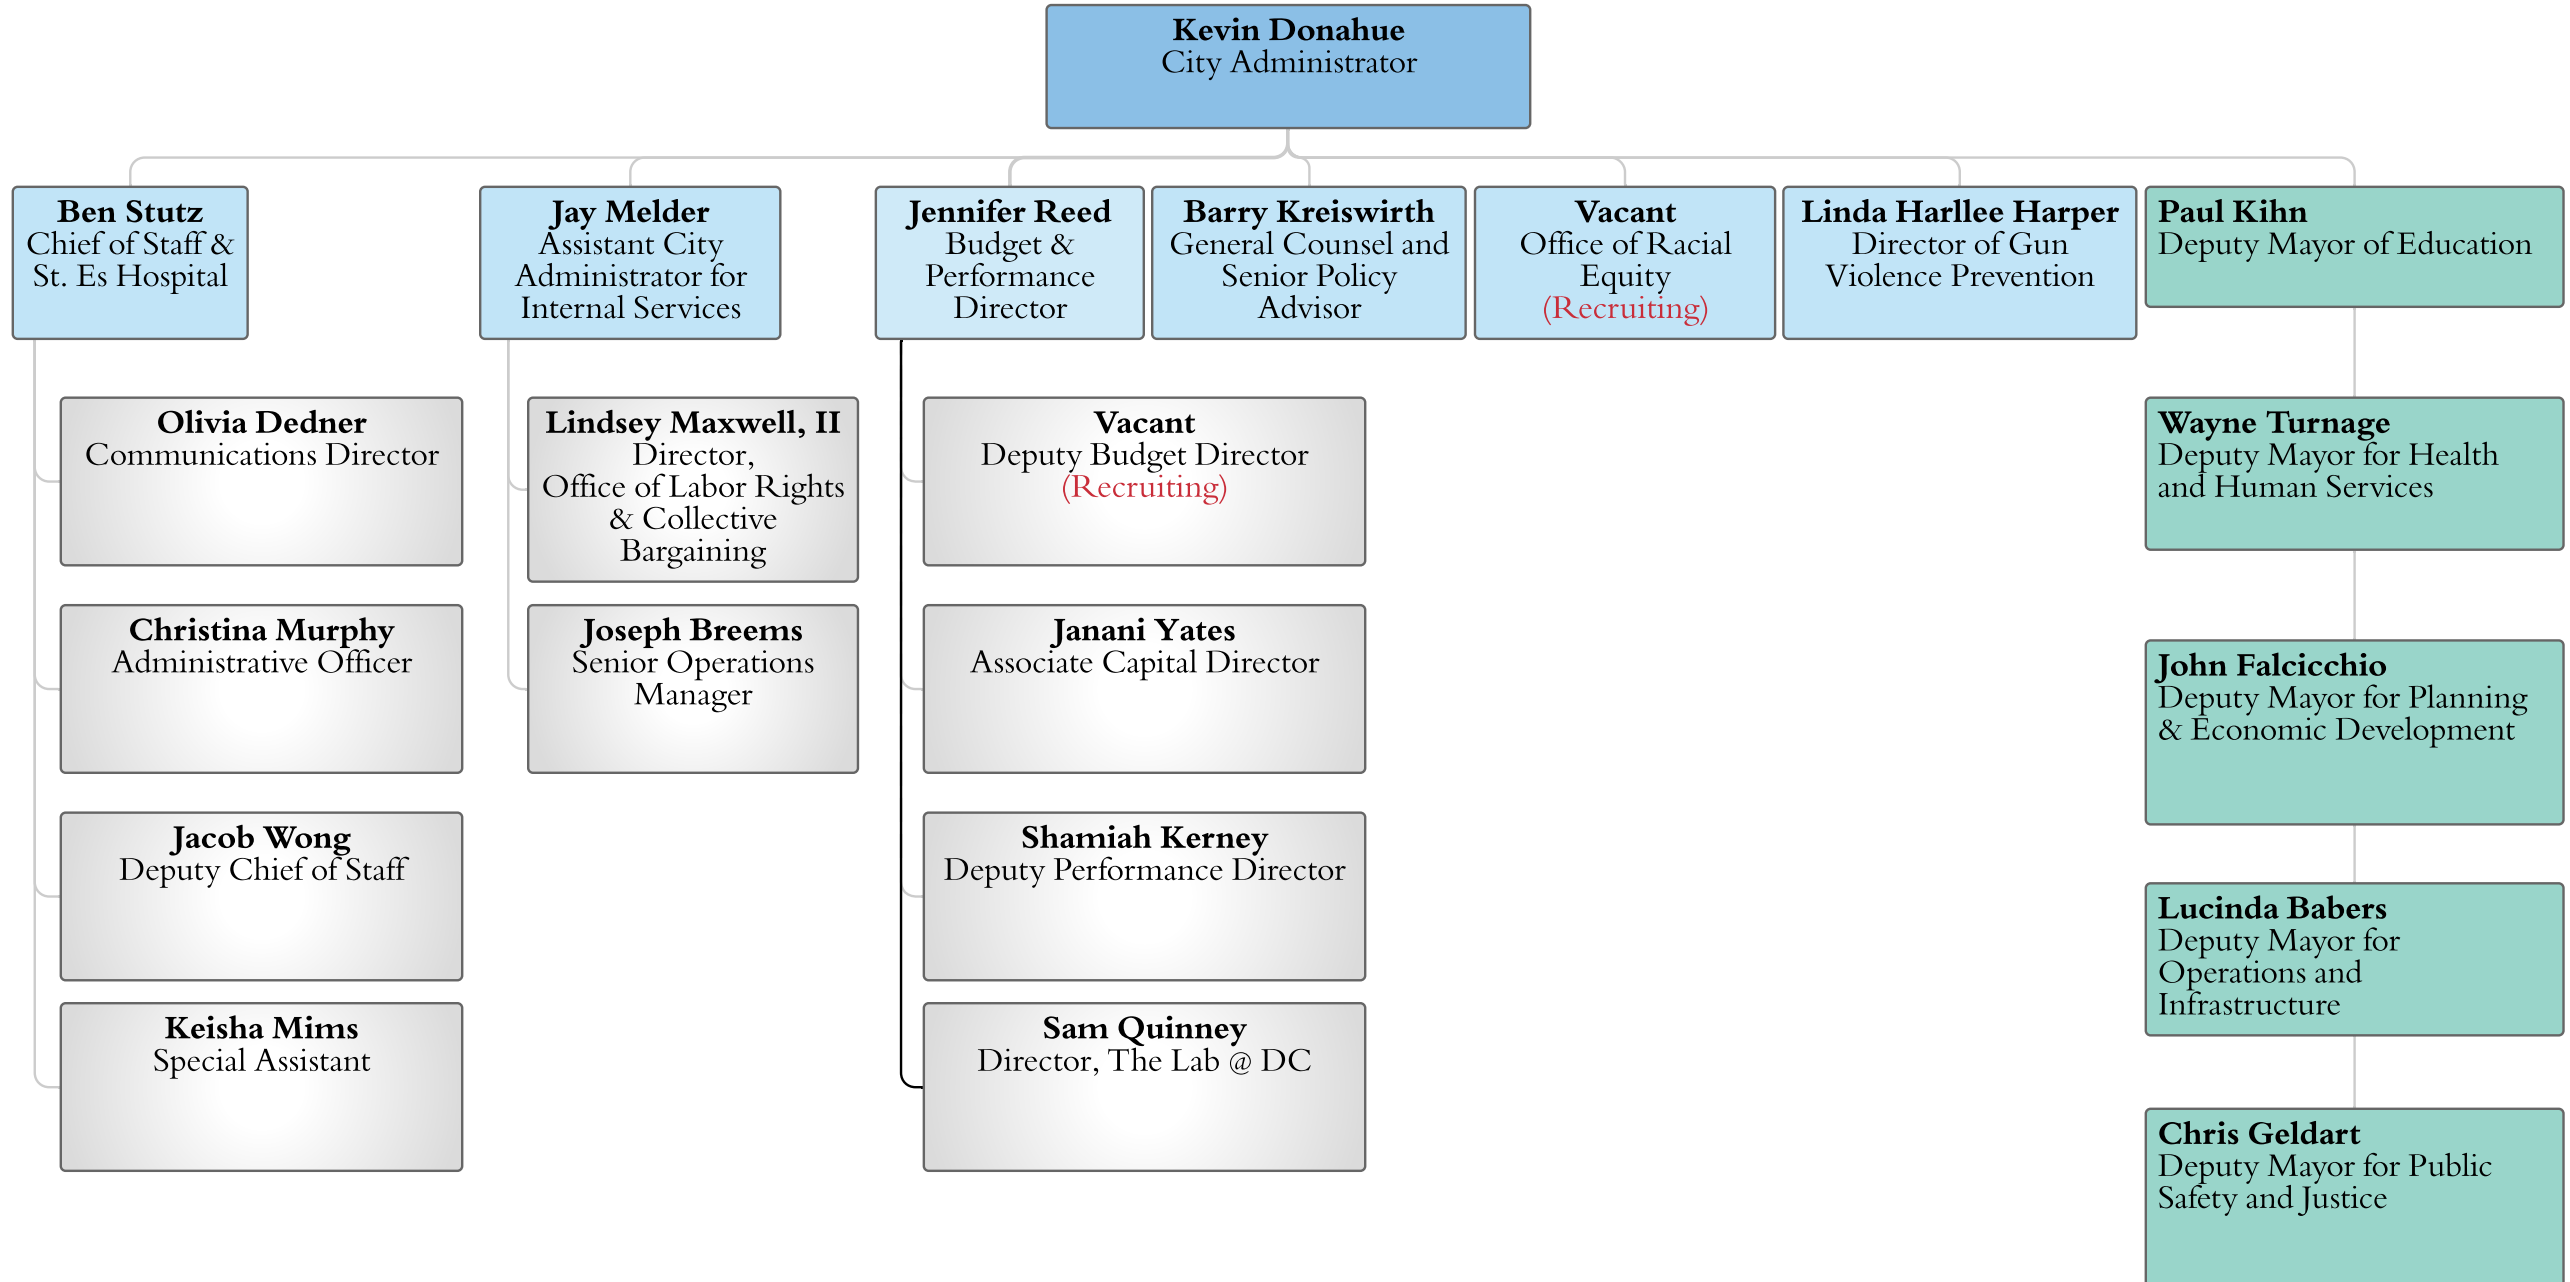 Kevin Donahue
City Administrator
Ben Stutz
Chief of Staff &
St. Es Hospital
Jay Melder
Assistant City
Administrator for
Internal Services
Jennifer Reed
Budget &
Performance
Director
Barry Kreiswirth
General Counsel and
Senior Policy
Advisor
Vacant
Office of Racial
Equity
(Recruiting)
Linda Harllee Harper
Director of Gun
Violence Prevention
Paul Kihn
Deputy Mayor of Education
Olivia Dedner
Communications Director
Christina Murphy
Administrative Officer
Jacob Wong
Deputy Chief of Staff
Keisha Mims
Special Assistant
Lindsey Maxwell, II
Director,
Office of Labor Rights
& Collective
Bargaining
Joseph Breems
Senior Operations
Manager
Vacant
Deputy Budget Director
(Recruiting)
Janani Yates
Associate Capital Director
Shamiah Kerney
Deputy Performance Director
Sam Quinney
Director, The Lab @ DC
Wayne Turnage
Deputy Mayor for Health
and Human Services
John Falcicchio
Deputy Mayor for Planning
& Economic Development
Lucinda Babers
Deputy Mayor for
Operations and
Infrastructure
Chris Geldart
Deputy Mayor for Public
Safety and Justice